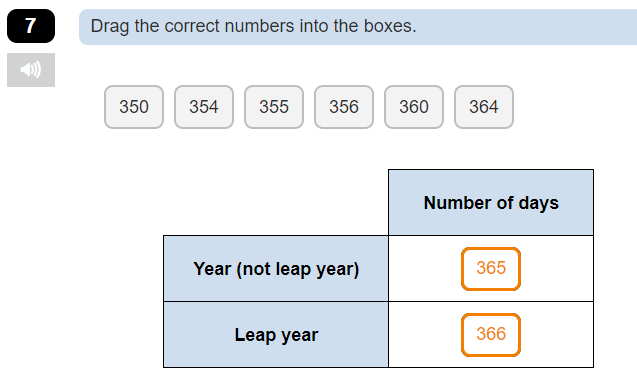 7 Drag the correct numbers into the boxes.
350 354 355 356 360 364
Number of days
Year (not leap year) 365
Leap year 366